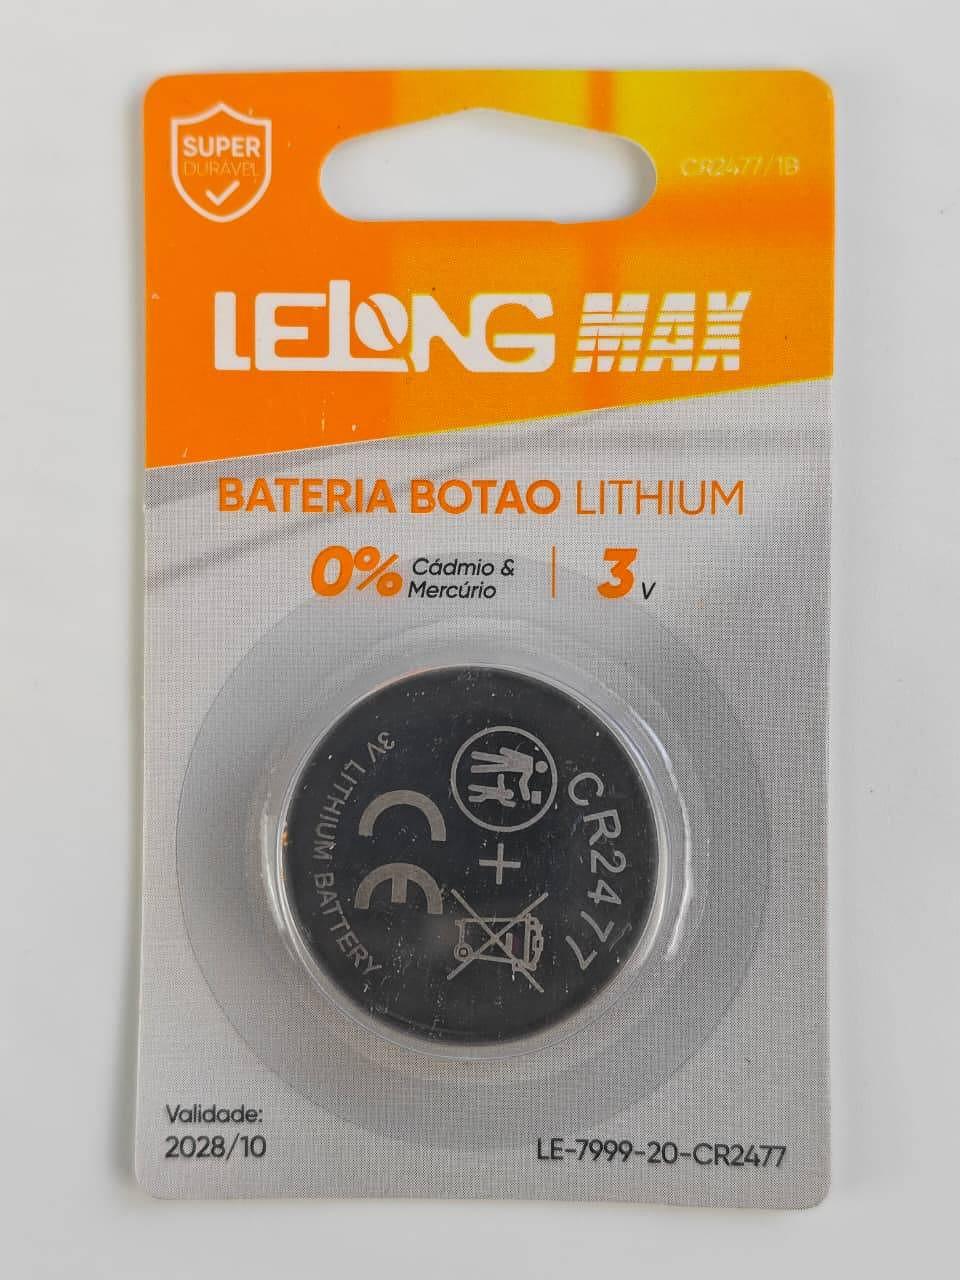 SUPER
DURÁVEL
CR2477/1B
LELONG MAX
BATERIA BOTAO LITHIUM
0% Cádmio &
Mercúrio
3 V
CR2477
+
CE
3V LITHIUM BATTERY
Validade:
2028/10
LE-7999-20-CR2477